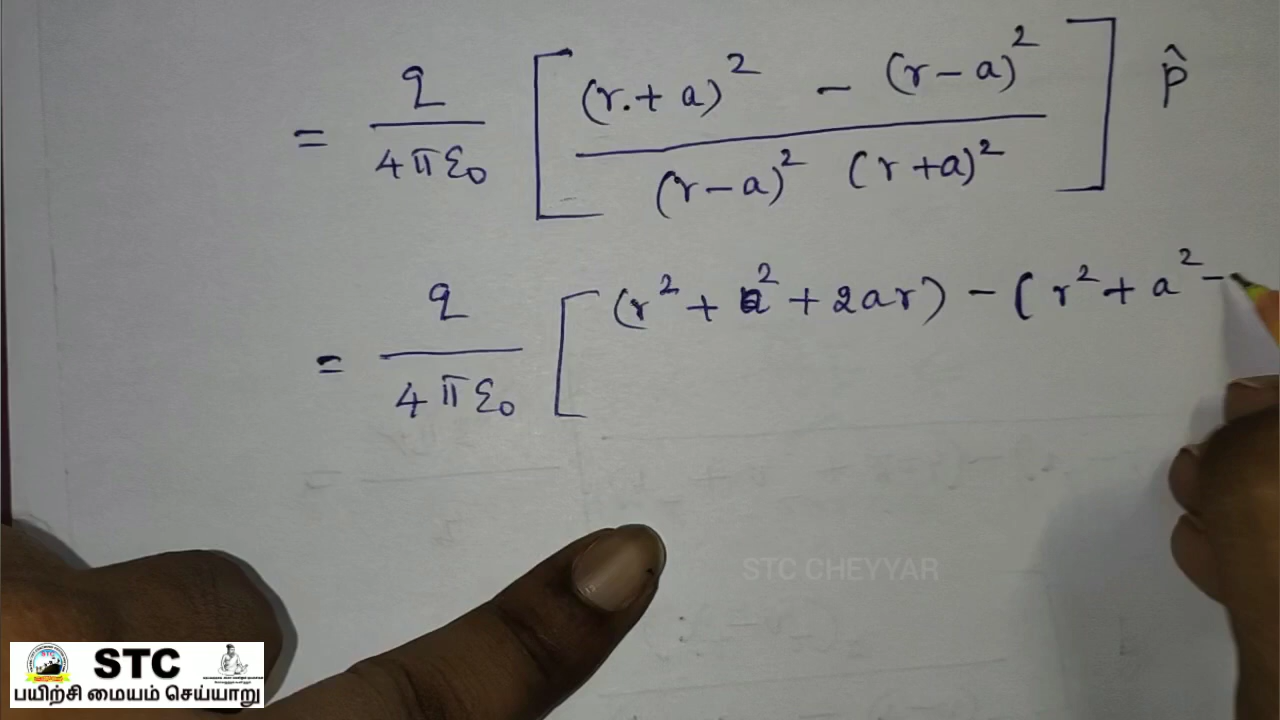 = q / 4πε₀ [ (r.+a)² − (r−a)² / (r−a)² (r+a)² ] p̂
= q / 4πε₀ [ (r² + a² + 2ar) − (r² + a² −
STC CHEYYAR
STC
பயிற்சி மையம் செய்யாறு